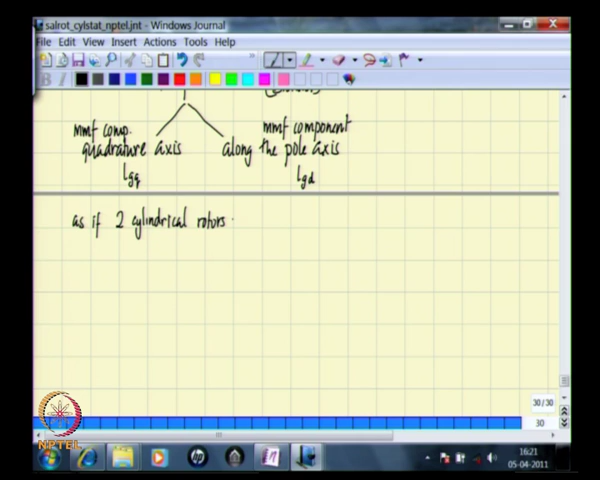 salrot_cylstat_nptel.jnt - Windows Journal
File Edit View Insert Actions Tools Help
mmf comp. mmf component
quadrature axis along the pole axis
lgq lgd
as if 2 cylindrical rotors
30/30
30
NPTEL
16:21
05-04-2011